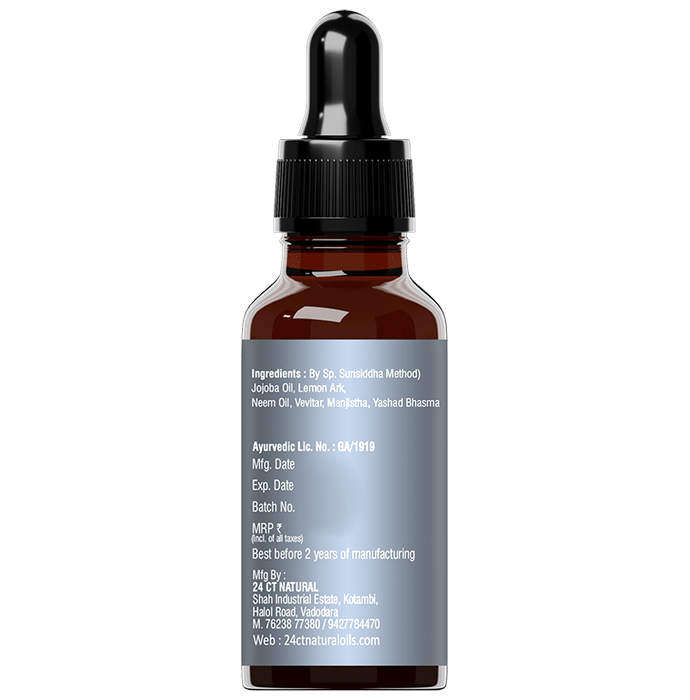 Ingredients : By Sp. Sunsiddha Method)
Jojoba Oil, Lemon Ark,
Neem Oil, Vevitar, Manjistha, Yashad Bhasma
Ayurvedic Lic. No. : GA/1919
Mfg. Date
Exp. Date
Batch No.
MRP ₹
(Incl. of all taxes)
Best before 2 years of manufacturing
Mfg By :
24 CT NATURAL
Shah Industrial Estate, Kotambi,
Halol Road, Vadodara
M. 76238 77380 / 9427784470
Web : 24ctnaturaloils.com